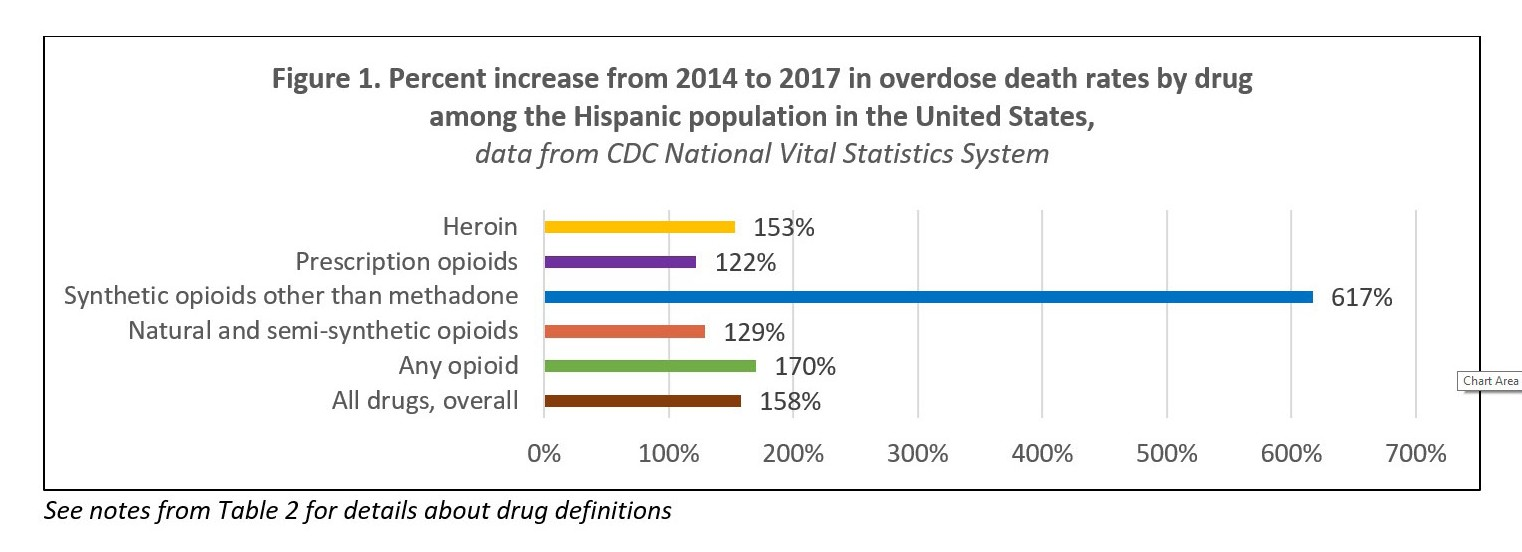 Figure 1. Percent increase from 2014 to 2017 in overdose death rates by drug
among the Hispanic population in the United States,
data from CDC National Vital Statistics System
Heroin 153%
Prescription opioids 122%
Synthetic opioids other than methadone 617%
Natural and semi-synthetic opioids 129%
Any opioid 170%
Chart Area
All drugs, overall 158%
0% 100% 200% 300% 400% 500% 600% 700%
See notes from Table 2 for details about drug definitions